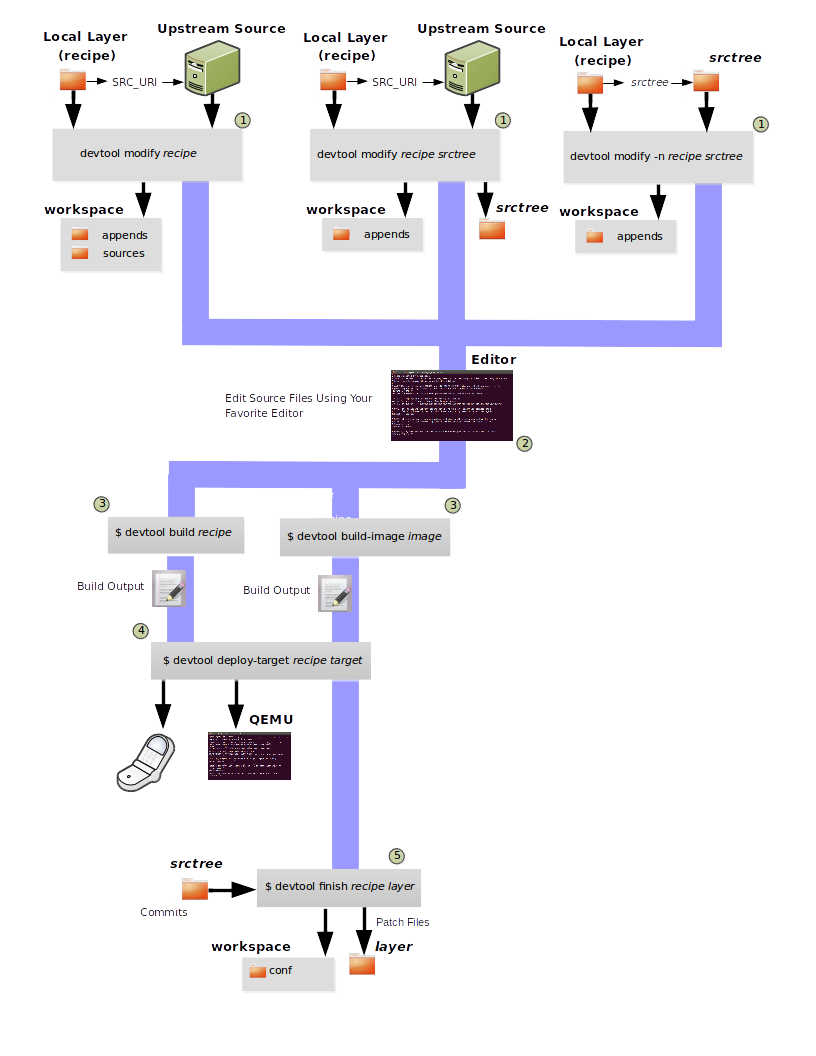 Local Layer
(recipe)
Upstream Source
SRC_URI
1
devtool modify recipe
workspace
appends
sources
Local Layer
(recipe)
Upstream Source
SRC_URI
1
devtool modify recipe srctree
workspace
appends
srctree
Local Layer
(recipe)
srctree
srctree
1
devtool modify -n recipe srctree
workspace
appends
Editor
Edit Source Files Using Your
Favorite Editor
2
3
$ devtool build recipe
3
$ devtool build-image image
Build Output
Build Output
4
$ devtool deploy-target recipe target
QEMU
5
srctree
$ devtool finish recipe layer
Commits
Patch Files
workspace
layer
conf